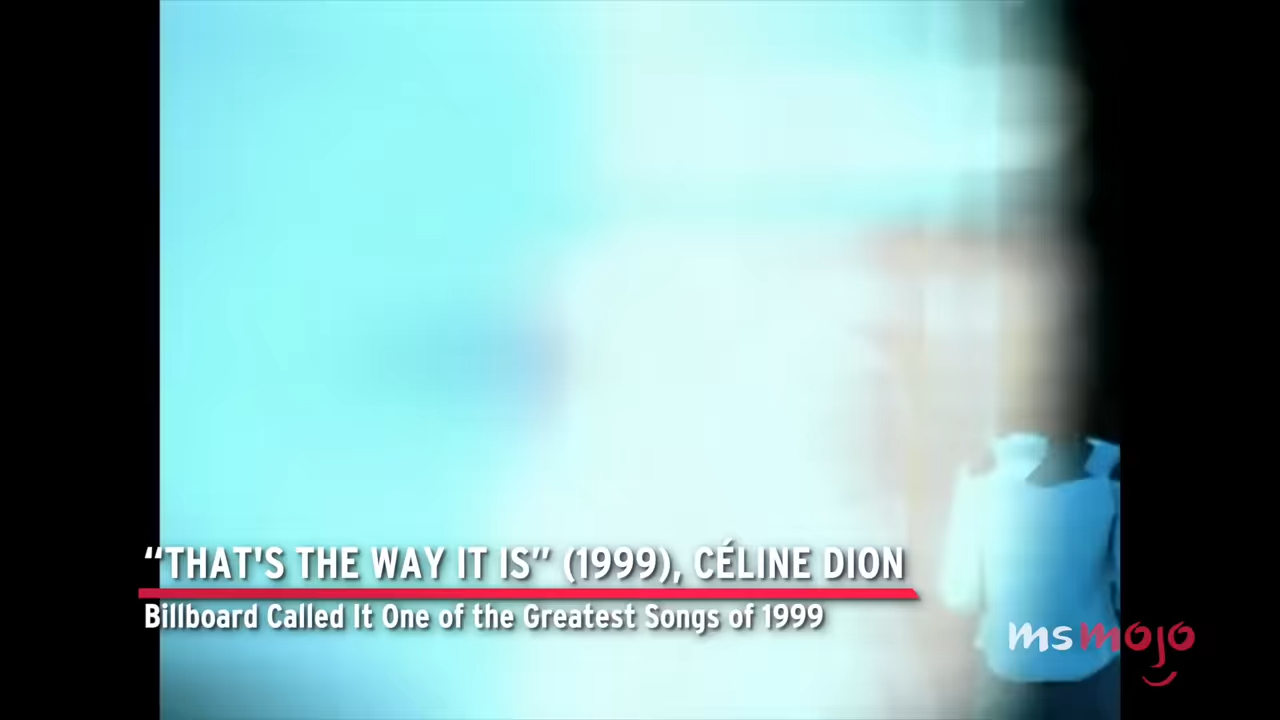 “THAT'S THE WAY IT IS” (1999), CÉLINE DION
Billboard Called It One of the Greatest Songs of 1999
msmojo